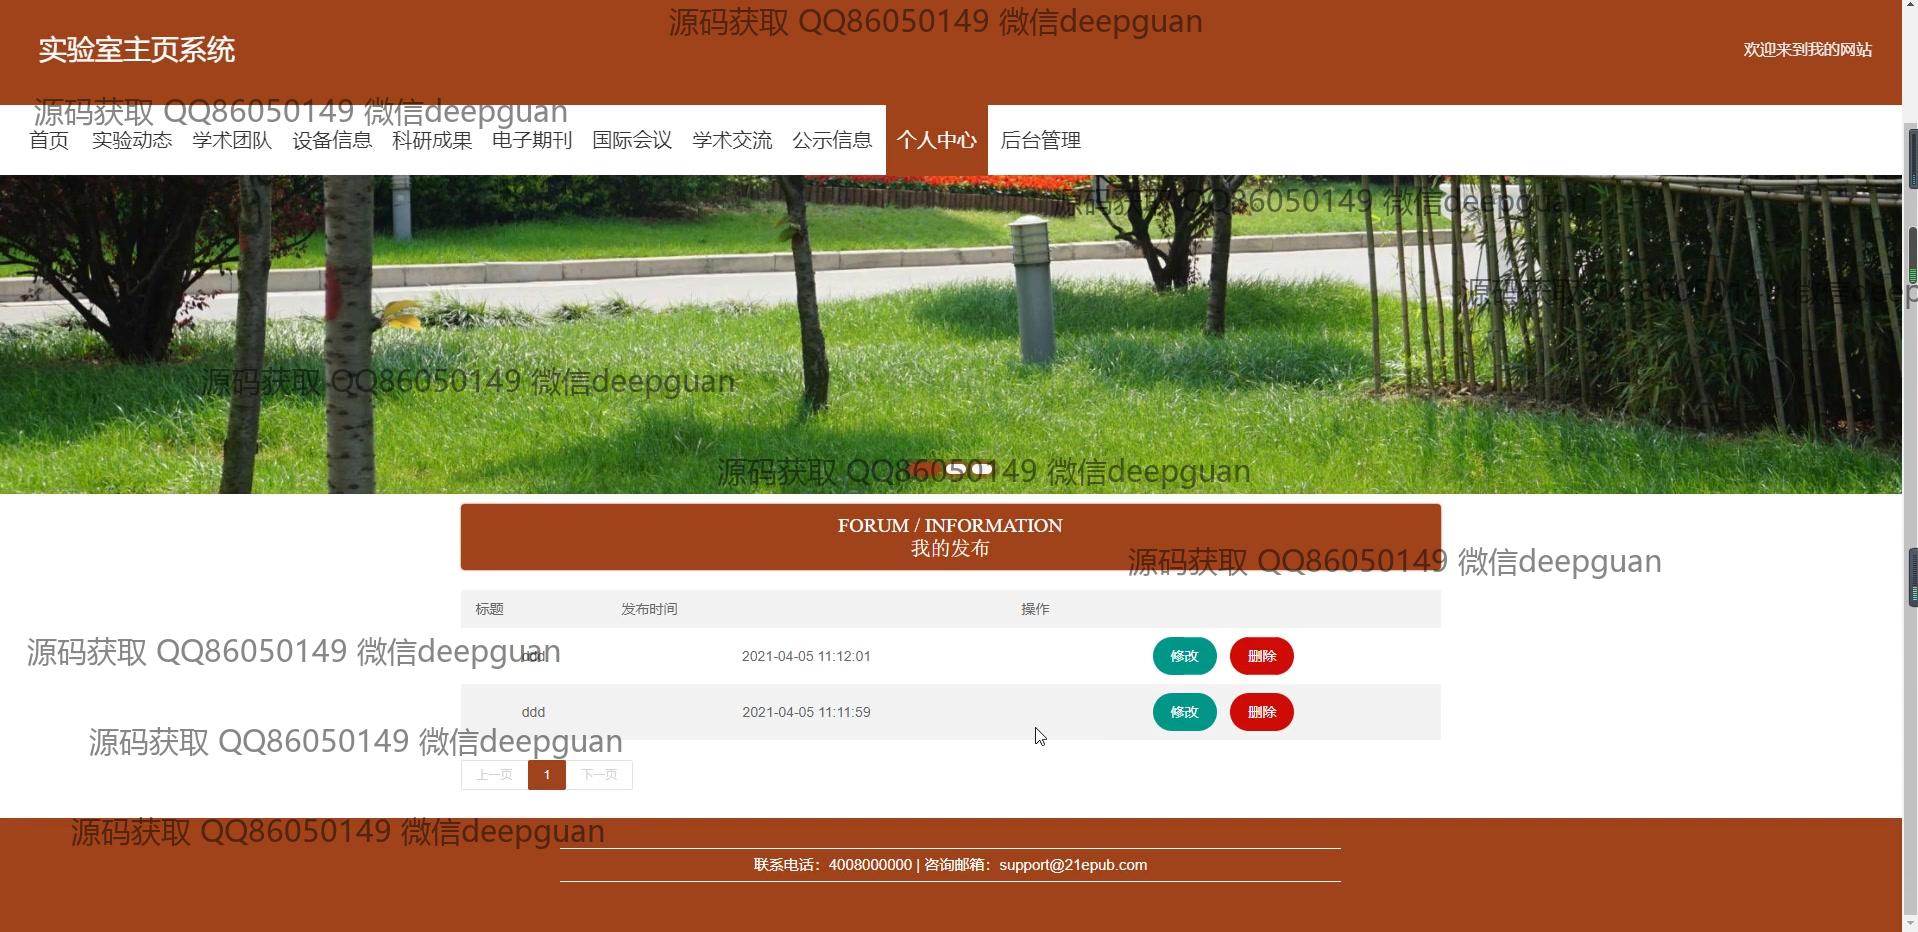 源码获取 QQ86050149 微信deepguan
实验室主页系统
欢迎来到我的网站
源码获取 QQ86050149 微信deepguan
首页 实验动态 学术团队 设备信息 科研成果 电子期刊 国际会议 学术交流 公示信息 个人中心 后台管理
源码获取 QQ86050149 微信deepguan
源码获取 QQ86050149 微信deep
源码获取 QQ86050149 微信deepguan
源码获取 QQ86050149 微信deepguan
FORUM / INFORMATION
我的发布
源码获取 QQ86050149 微信deepguan
标题 发布时间 操作
源码获取 QQ86050149 微信deepguan
ddd 2021-04-05 11:12:01 修改 删除
ddd 2021-04-05 11:11:59 修改 删除
源码获取 QQ86050149 微信deepguan
上一页 1 下一页
源码获取 QQ86050149 微信deepguan
联系电话：4008000000 | 咨询邮箱：support@21epub.com